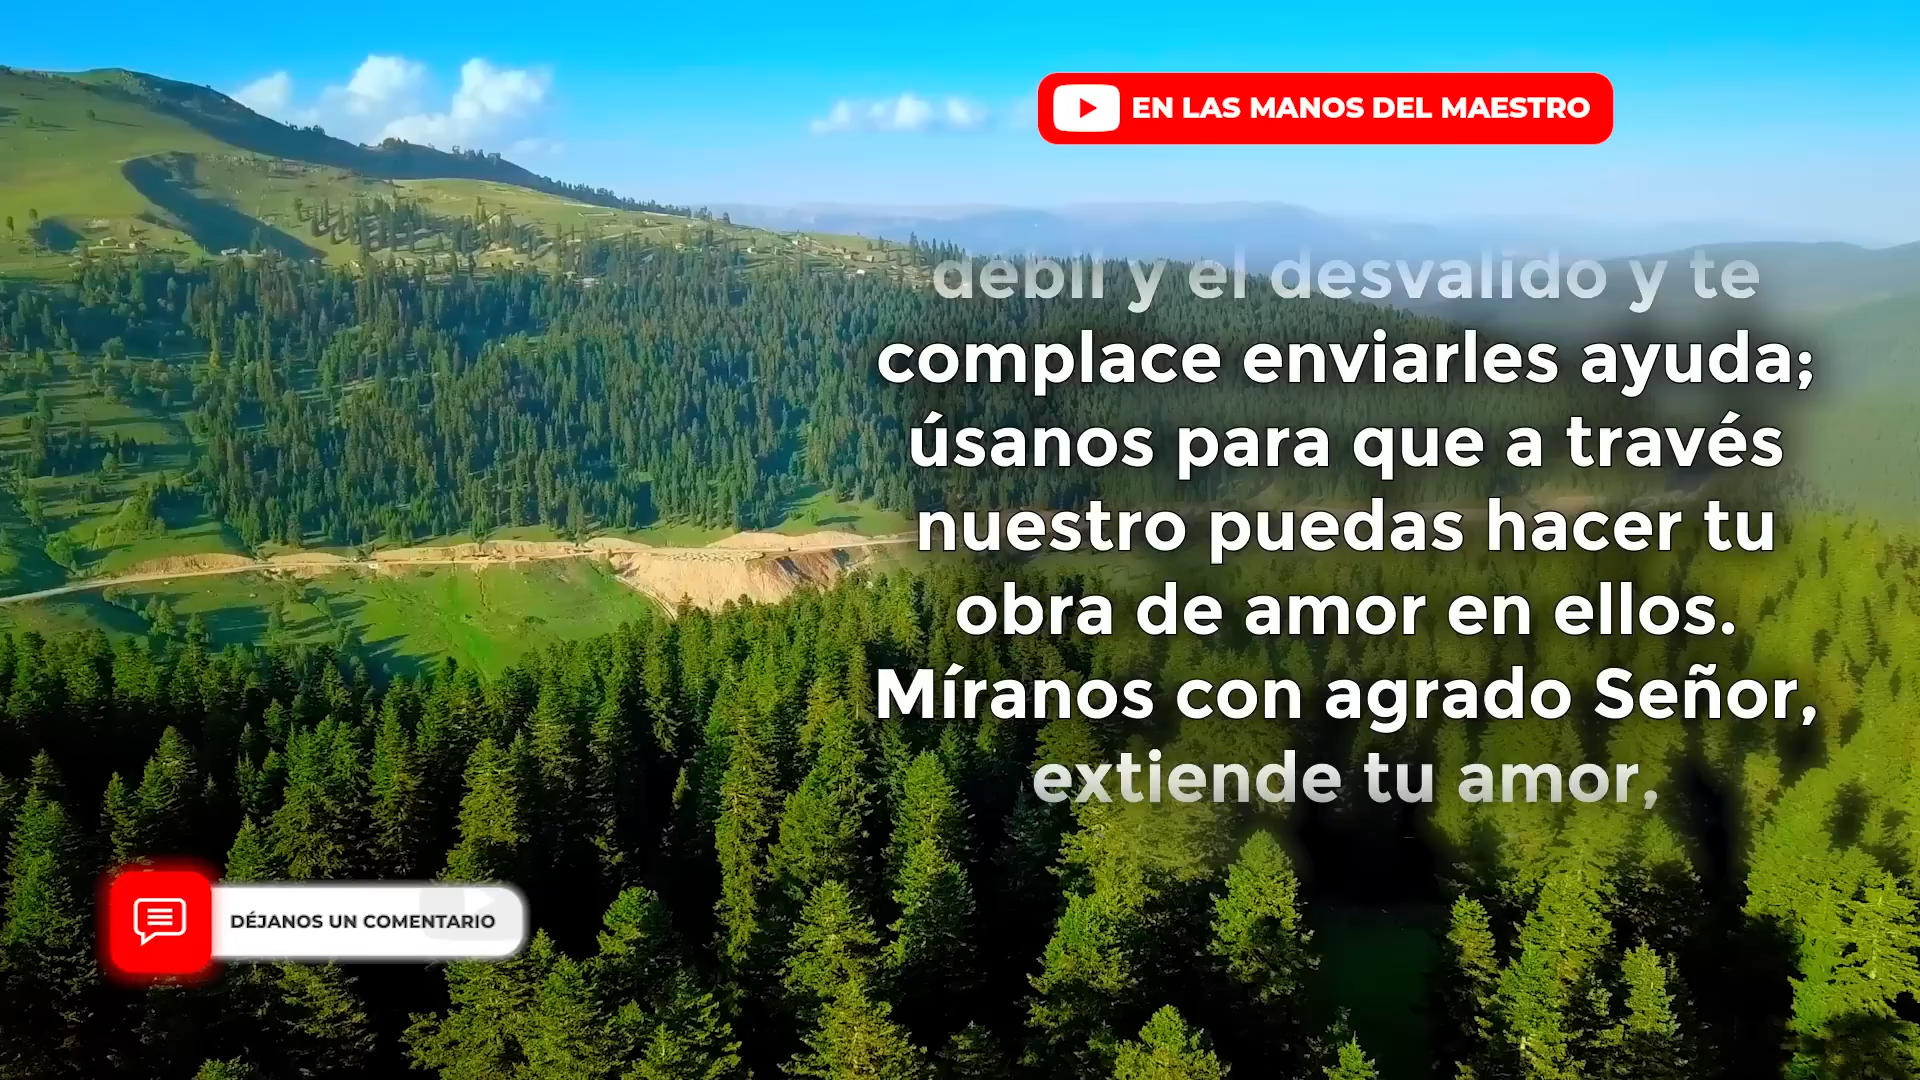 EN LAS MANOS DEL MAESTRO
débil y el desvalido y te
complace enviarles ayuda;
úsanos para que a través
nuestro puedas hacer tu
obra de amor en ellos.
Míranos con agrado Señor,
extiende tu amor,
DÉJANOS UN COMENTARIO